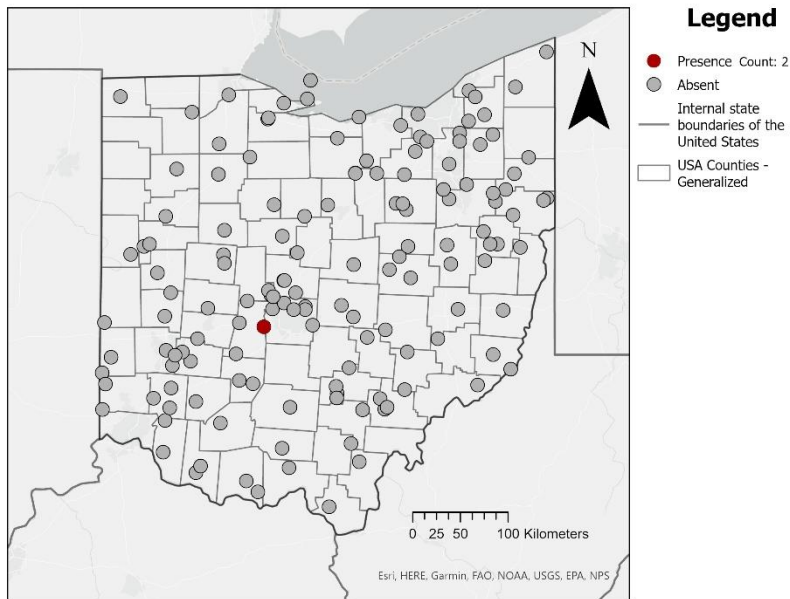 Legend
N
Presence Count: 2
Absent
Internal state
boundaries of the
United States
USA Counties -
Generalized
0 25 50 100 Kilometers
Esri, HERE, Garmin, FAO, NOAA, USGS, EPA, NPS